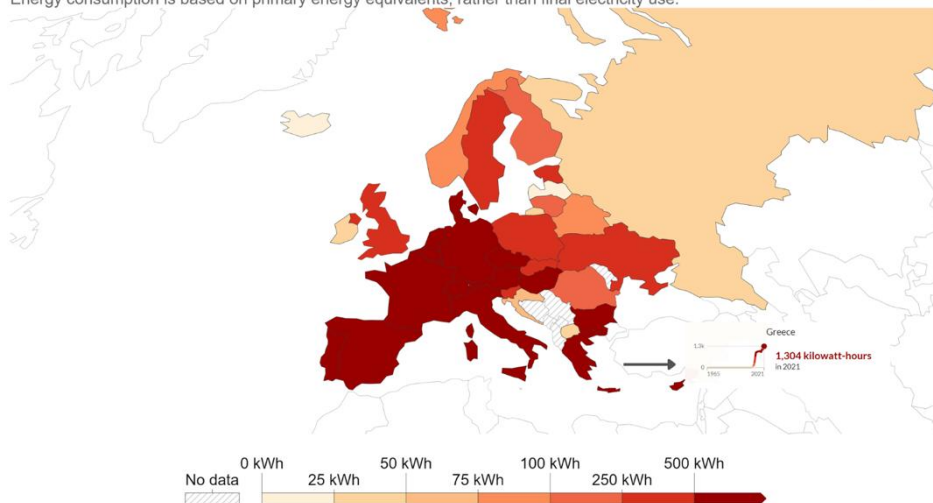 Energy consumption is based on primary energy equivalents, rather than final electricity use.
Greece
1.3k
0
1965
2021
1,304 kilowatt-hours
in 2021
0 kWh
50 kWh
100 kWh
500 kWh
No data
25 kWh
75 kWh
250 kWh